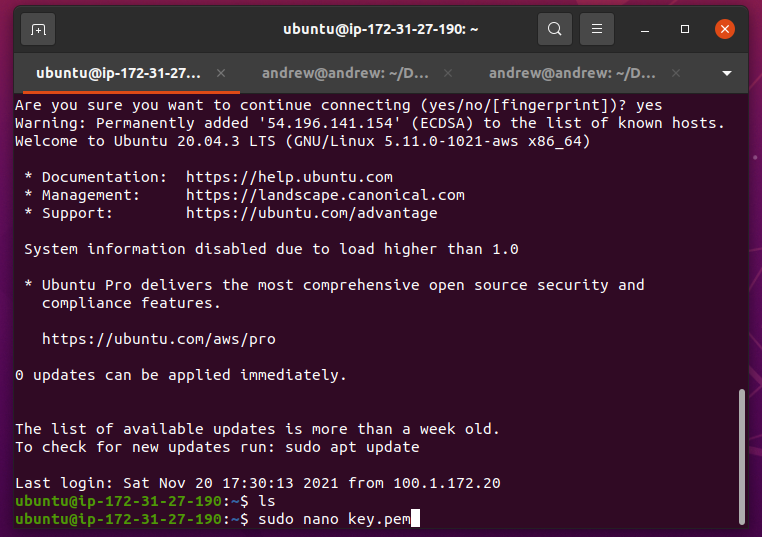 ubuntu@ip-172-31-27-190: ~
ubuntu@ip-172-31-27... × andrew@andrew: ~/D... × andrew@andrew: ~/D... ×
Are you sure you want to continue connecting (yes/no/[fingerprint])? yes
Warning: Permanently added '54.196.141.154' (ECDSA) to the list of known hosts.
Welcome to Ubuntu 20.04.3 LTS (GNU/Linux 5.11.0-1021-aws x86_64)
* Documentation: https://help.ubuntu.com
* Management: https://landscape.canonical.com
* Support: https://ubuntu.com/advantage
System information disabled due to load higher than 1.0
* Ubuntu Pro delivers the most comprehensive open source security and
compliance features.
https://ubuntu.com/aws/pro
0 updates can be applied immediately.
The list of available updates is more than a week old.
To check for new updates run: sudo apt update
Last login: Sat Nov 20 17:30:13 2021 from 100.1.172.20
ubuntu@ip-172-31-27-190:~$ ls
ubuntu@ip-172-31-27-190:~$ sudo nano key.pem